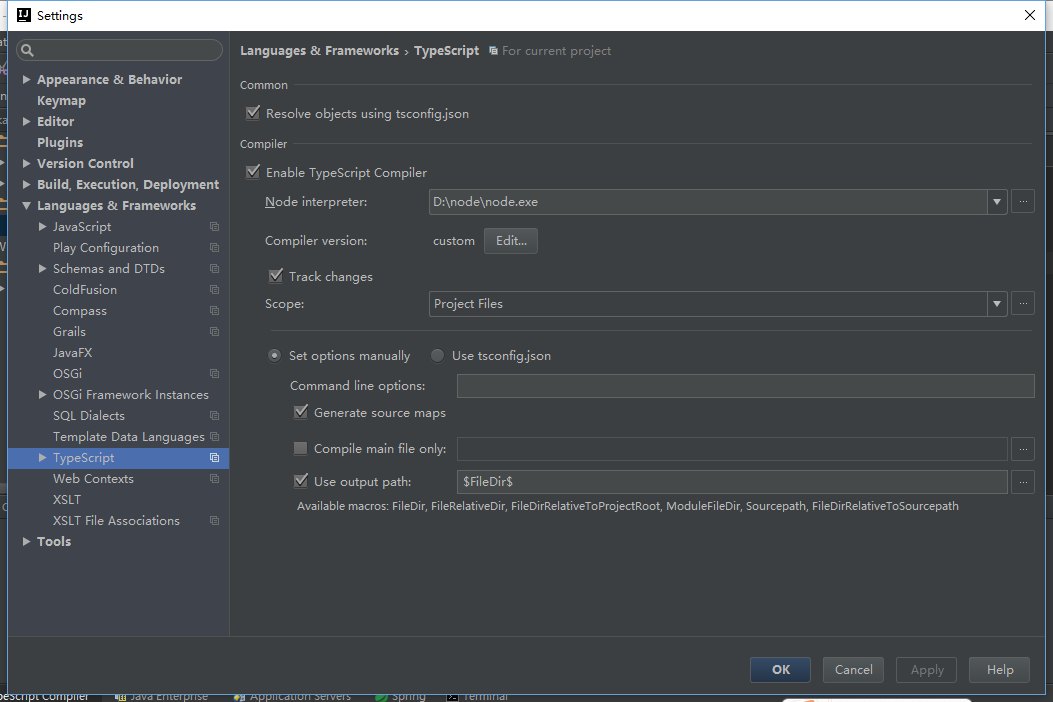 Settings
Languages & Frameworks › TypeScript For current project
Appearance & Behavior
Keymap
Editor
Plugins
Version Control
Build, Execution, Deployment
Languages & Frameworks
JavaScript
Play Configuration
Schemas and DTDs
ColdFusion
Compass
Grails
JavaFX
OSGi
OSGi Framework Instances
SQL Dialects
Template Data Languages
TypeScript
Web Contexts
XSLT
XSLT File Associations
Tools
Common
Resolve objects using tsconfig.json
Compiler
Enable TypeScript Compiler
Node interpreter: D:\node\node.exe ...
Compiler version: custom Edit...
Track changes
Scope: Project Files ...
Set options manually Use tsconfig.json
Command line options:
Generate source maps
Compile main file only: ...
Use output path: $FileDir$ ...
Available macros: FileDir, FileRelativeDir, FileDirRelativeToProjectRoot, ModuleFileDir, Sourcepath, FileDirRelativeToSourcepath
OK Cancel Apply Help
peScript Compiler Java Enterprise Application Servers Spring Terminal